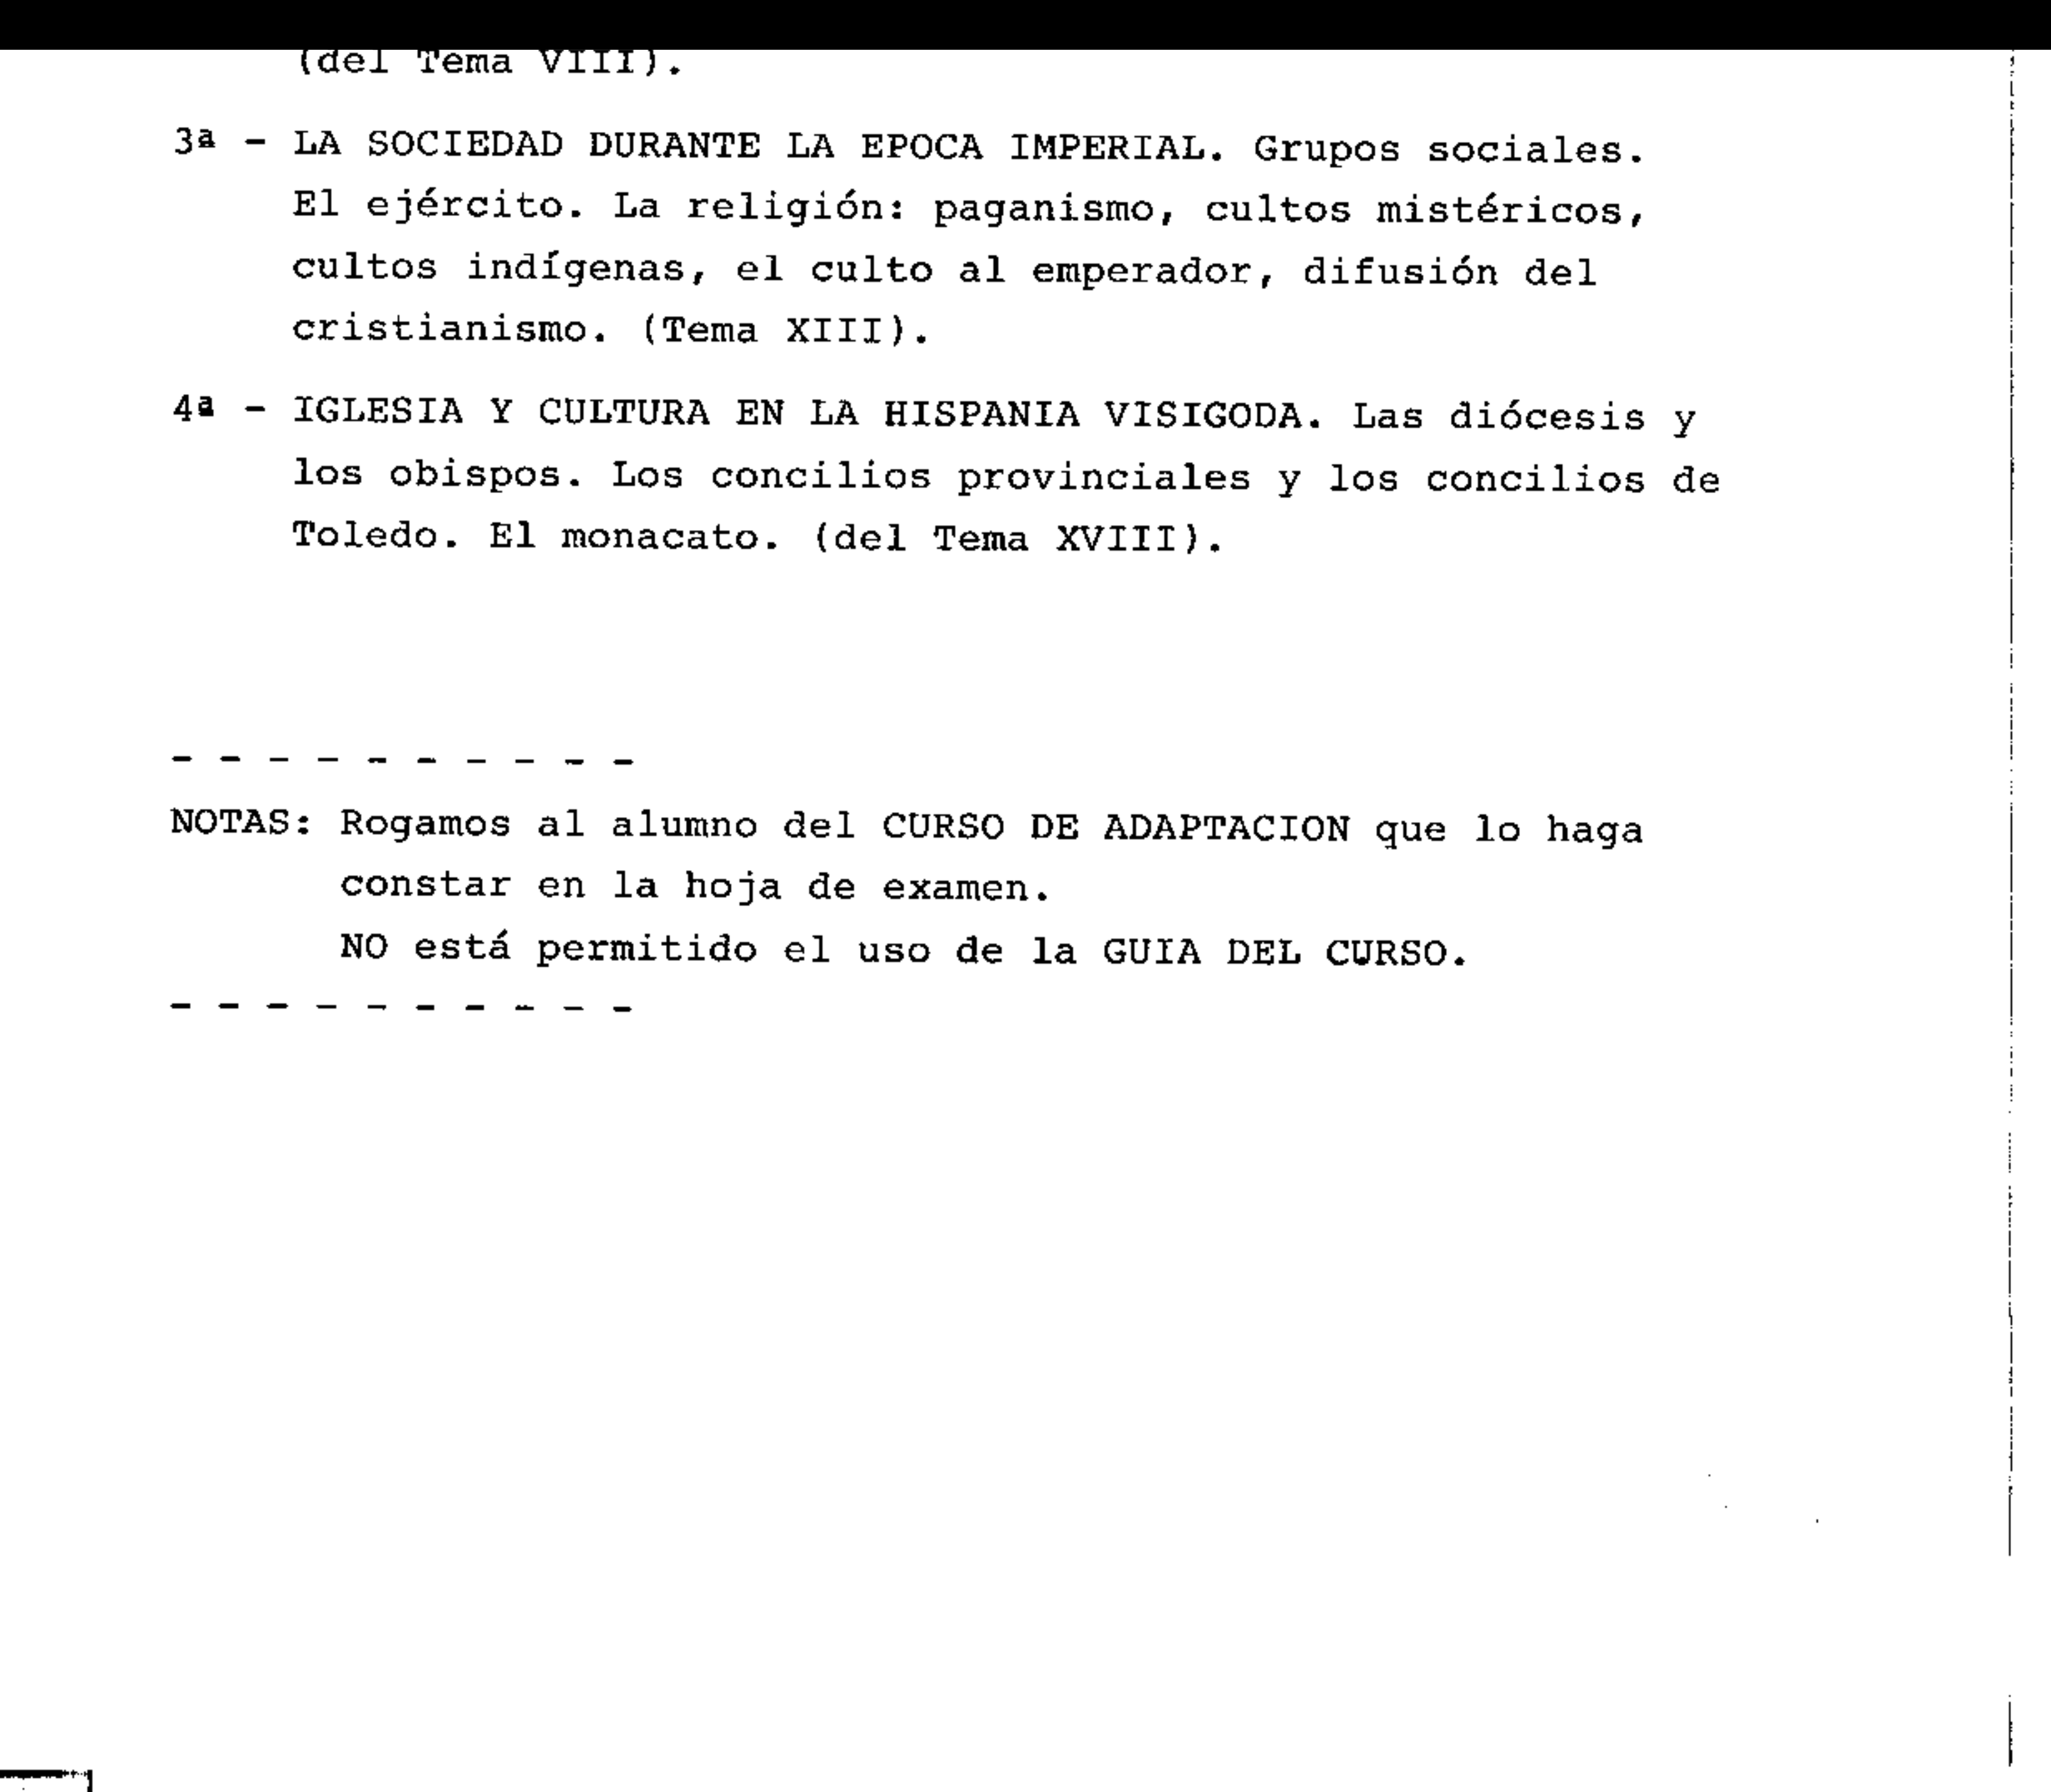 (del Tema VIII).
3ª - LA SOCIEDAD DURANTE LA EPOCA IMPERIAL. Grupos sociales.
El ejército. La religión: paganismo, cultos mistéricos,
cultos indígenas, el culto al emperador, difusión del
cristianismo. (Tema XIII).
4ª - IGLESIA Y CULTURA EN LA HISPANIA VISIGODA. Las diócesis y
los obispos. Los concilios provinciales y los concilios de
Toledo. El monacato. (del Tema XVIII).
- - - - - - - - - -
NOTAS: Rogamos al alumno del CURSO DE ADAPTACION que lo haga
constar en la hoja de examen.
NO está permitido el uso de la GUIA DEL CURSO.
- - - - - - - - - -